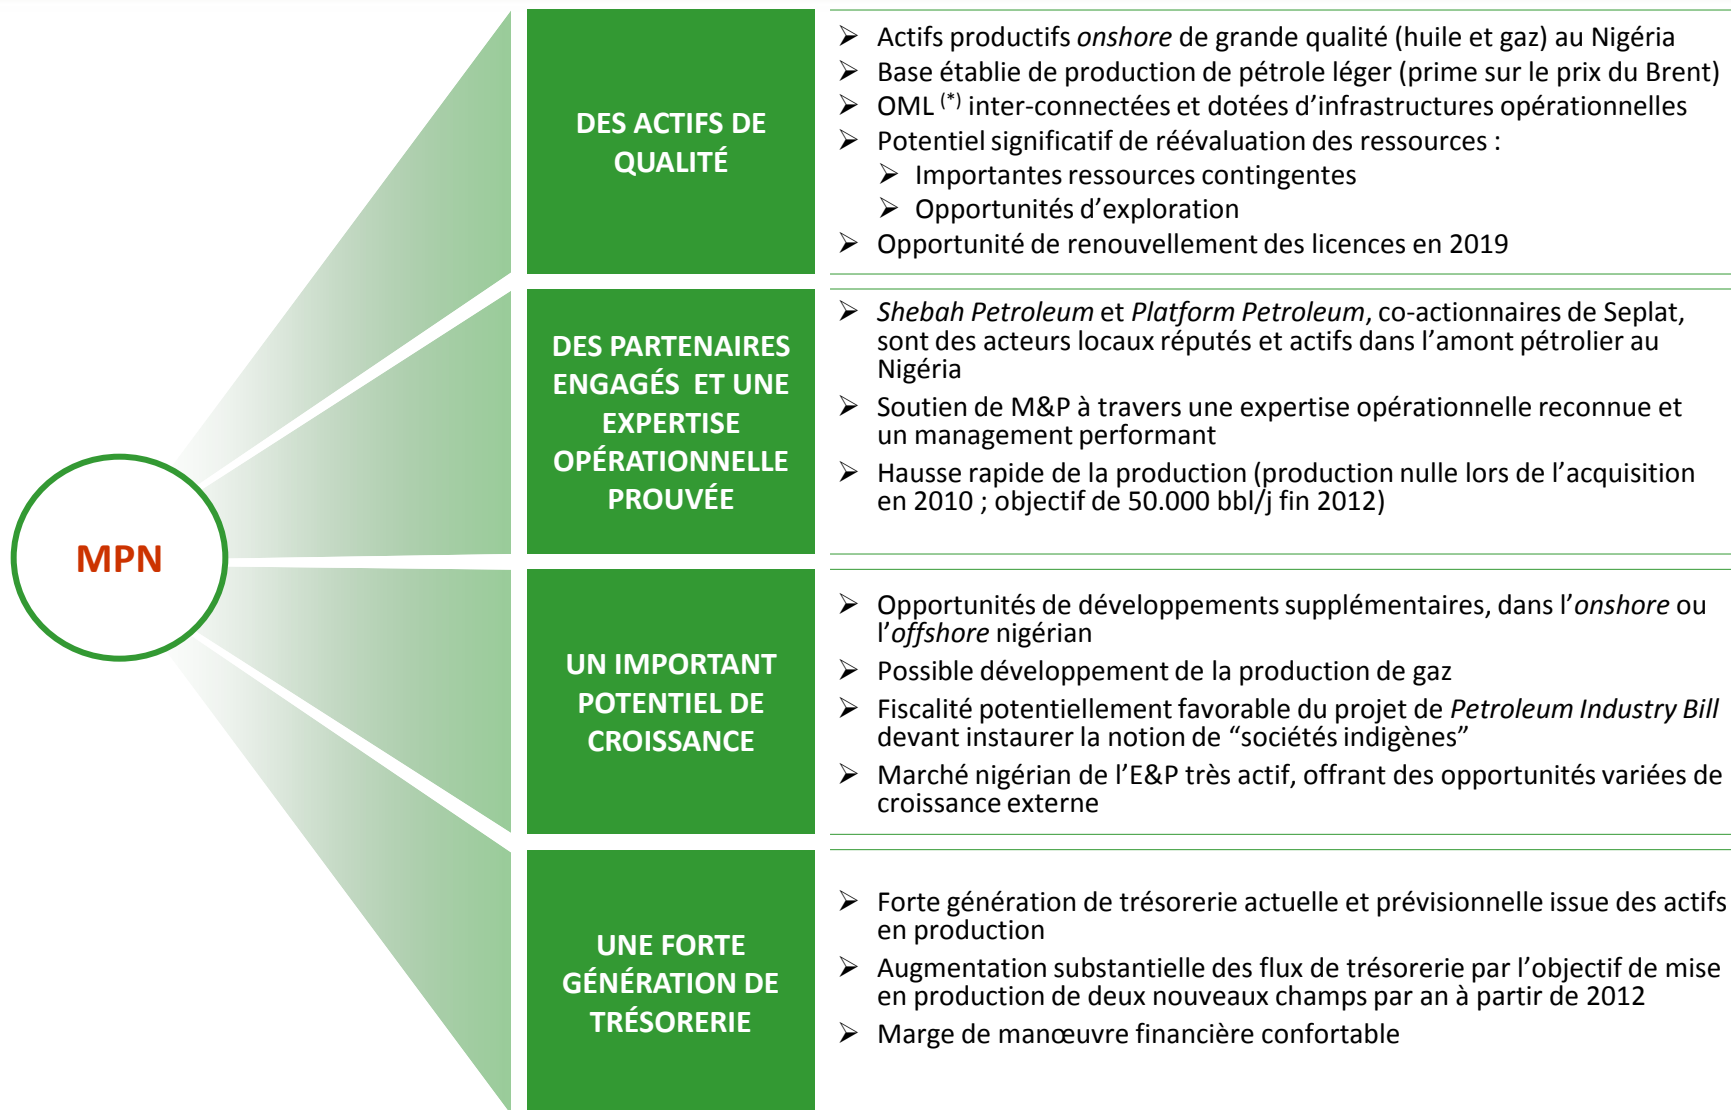 MPN
DES ACTIFS DE
QUALITÉ
➢ Actifs productifs onshore de grande qualité (huile et gaz) au Nigéria
➢ Base établie de production de pétrole léger (prime sur le prix du Brent)
➢ OML (*) inter-connectées et dotées d’infrastructures opérationnelles
➢ Potentiel significatif de réévaluation des ressources :
➢ Importantes ressources contingentes
➢ Opportunités d’exploration
➢ Opportunité de renouvellement des licences en 2019
DES PARTENAIRES
ENGAGÉS ET UNE
EXPERTISE
OPÉRATIONNELLE
PROUVÉE
➢ Shebah Petroleum et Platform Petroleum, co-actionnaires de Seplat,
sont des acteurs locaux réputés et actifs dans l’amont pétrolier au
Nigéria
➢ Soutien de M&P à travers une expertise opérationnelle reconnue et
un management performant
➢ Hausse rapide de la production (production nulle lors de l’acquisition
en 2010 ; objectif de 50.000 bbl/j fin 2012)
UN IMPORTANT
POTENTIEL DE
CROISSANCE
➢ Opportunités de développements supplémentaires, dans l’onshore ou
l’offshore nigérian
➢ Possible développement de la production de gaz
➢ Fiscalité potentiellement favorable du projet de Petroleum Industry Bill
devant instaurer la notion de “sociétés indigènes”
➢ Marché nigérian de l’E&P très actif, offrant des opportunités variées de
croissance externe
UNE FORTE
GÉNÉRATION DE
TRÉSORERIE
➢ Forte génération de trésorerie actuelle et prévisionnelle issue des actifs
en production
➢ Augmentation substantielle des flux de trésorerie par l’objectif de mise
en production de deux nouveaux champs par an à partir de 2012
➢ Marge de manœuvre financière confortable